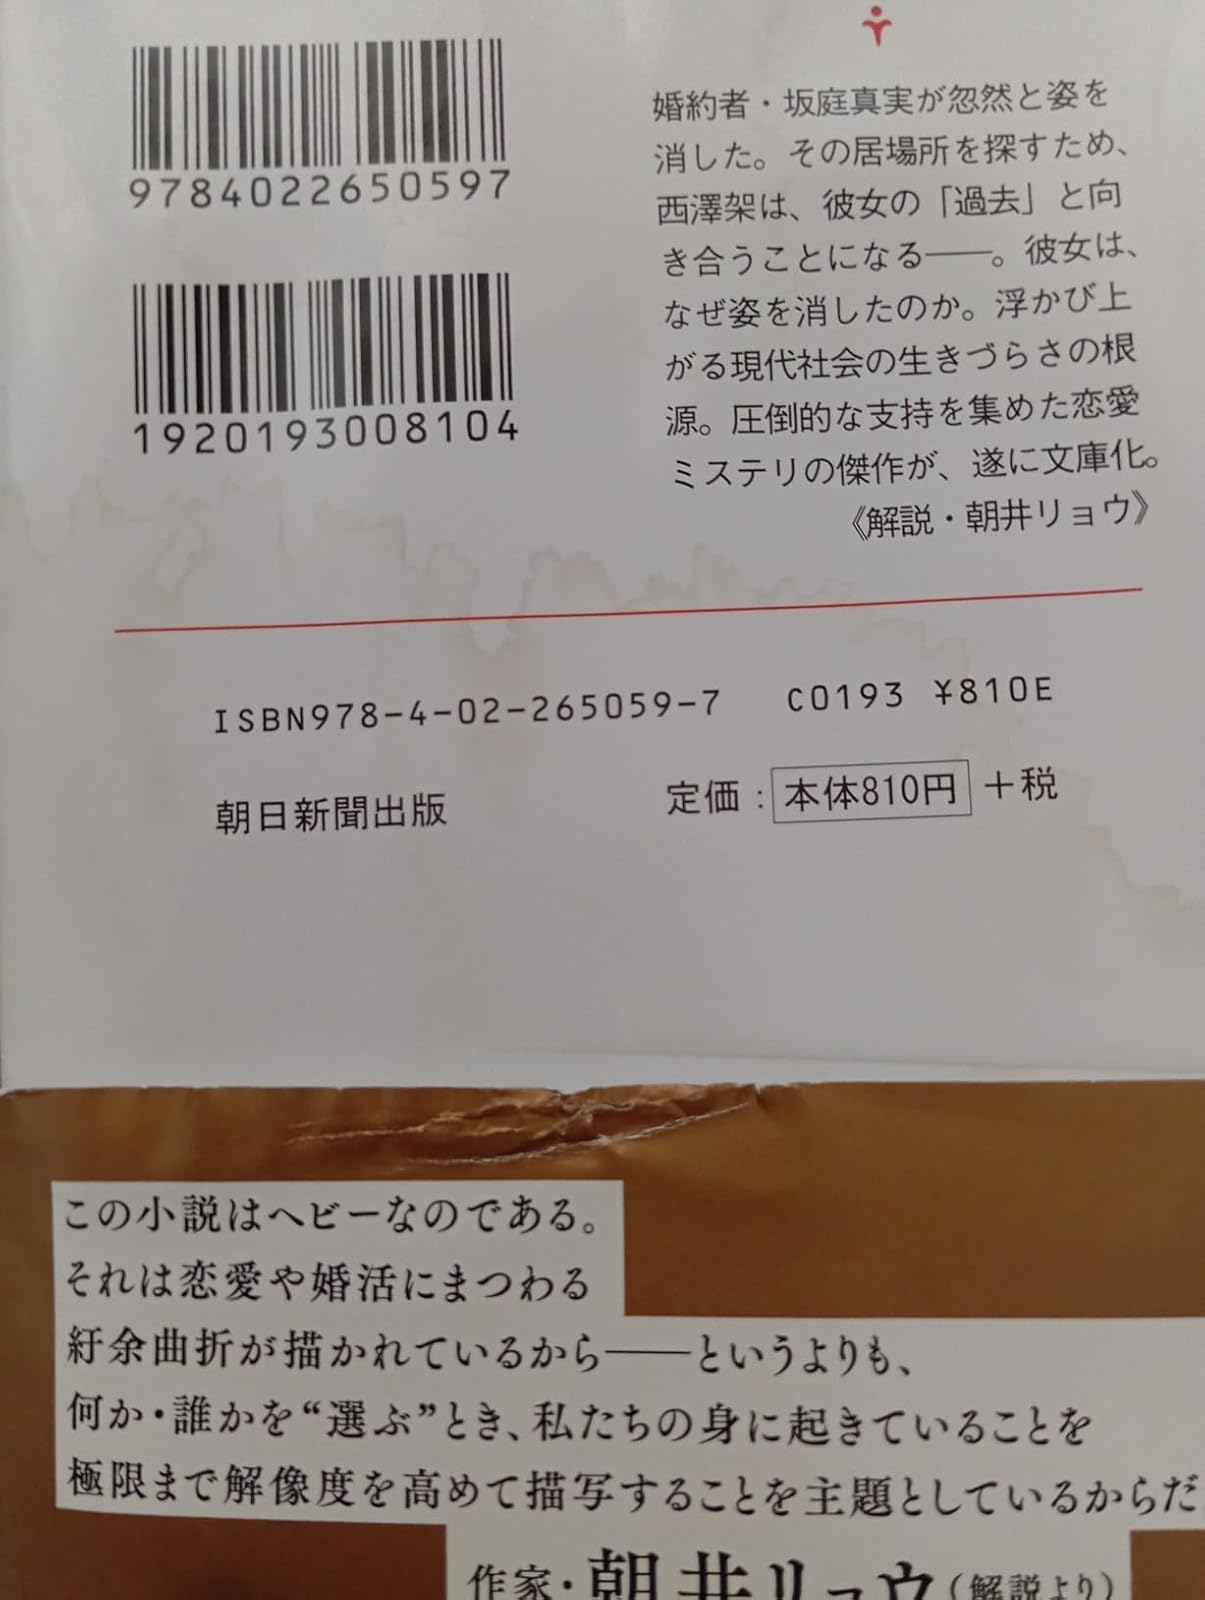 9784022650597
1920193008104
婚約者・坂庭真実が忽然と姿を
消した。その居場所を探すため、
西澤架は、彼女の「過去」と向
き合うことになる――。彼女は、
なぜ姿を消したのか。浮かび上
がる現代社会の生きづらさの根
源。圧倒的な支持を集めた恋愛
ミステリの傑作が、遂に文庫化。
《解説・朝井リョウ》
ISBN978-4-02-265059-7 C0193 ¥810E
朝日新聞出版 定価:本体810円+税
この小説はヘビーなのである。
それは恋愛や婚活にまつわる
紆余曲折が描かれているから――というよりも、
何か・誰かを“選ぶ”とき、私たちの身に起きていることを
極限まで解像度を高めて描写することを主題としているからだ
作家・朝井リョウ(解説より)